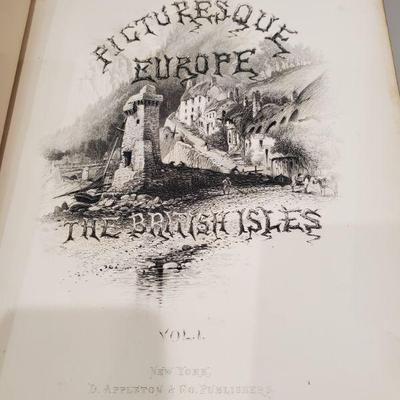 PICTURESQUE
EUROPE
THE BRITISH ISLES
VOL. I.
NEW YORK,
D. APPLETON & CO. PUBLISHERS.